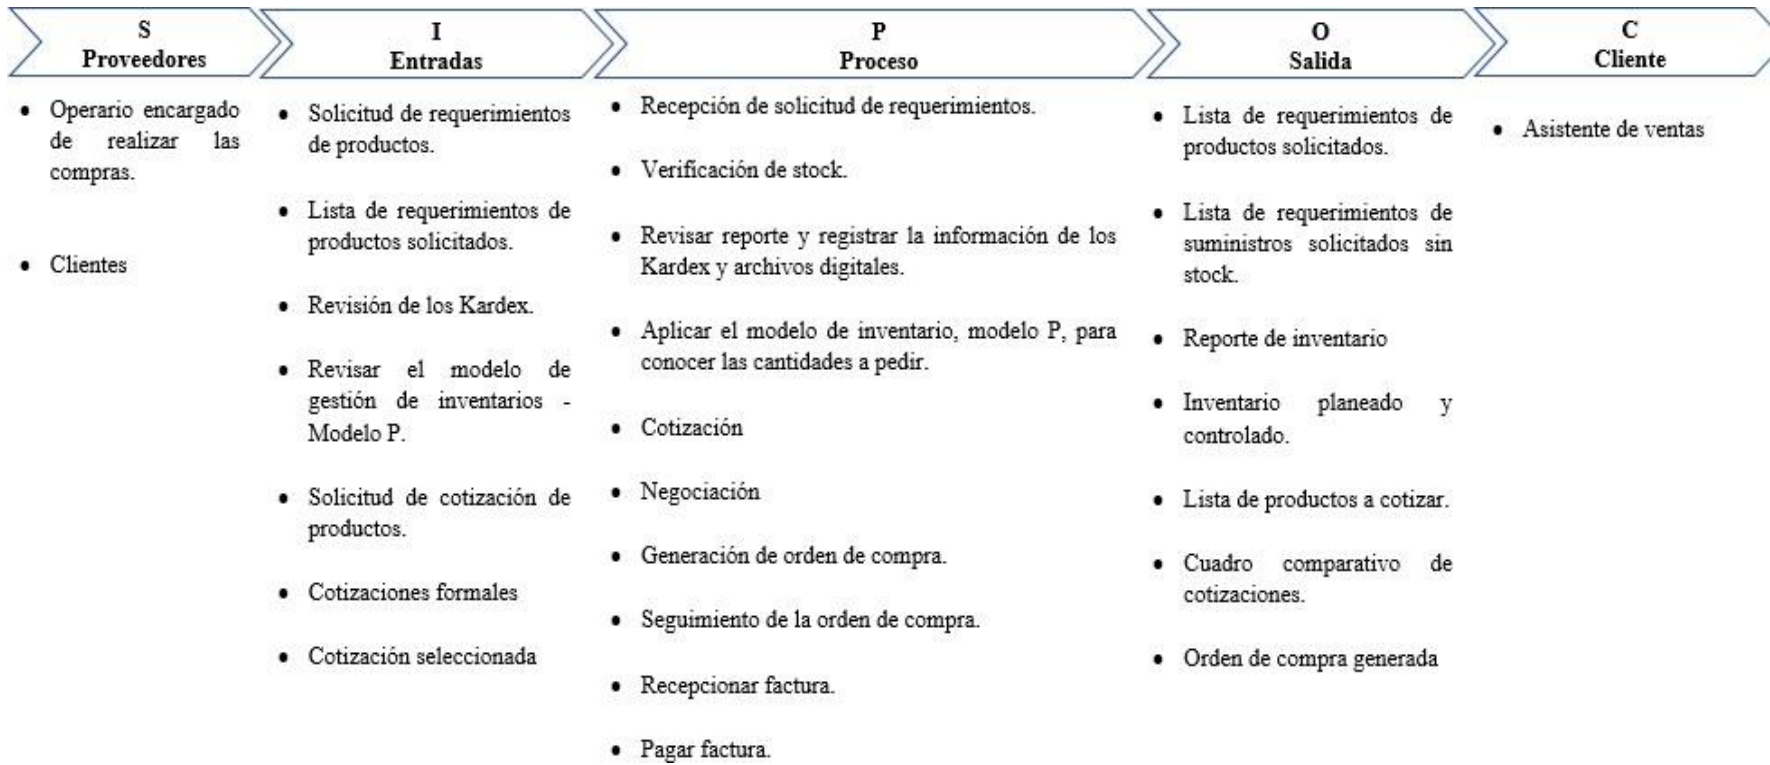 S
Proveedores
I
Entradas
P
Proceso
O
Salida
C
Cliente
• Operario encargado
de realizar las
compras.
• Clientes
• Solicitud de requerimientos
de productos.
• Lista de requerimientos de
productos solicitados.
• Revisión de los Kardex.
• Revisar el modelo de
gestión de inventarios -
Modelo P.
• Solicitud de cotización de
productos.
• Cotizaciones formales
• Cotización seleccionada
• Recepción de solicitud de requerimientos.
• Verificación de stock.
• Revisar reporte y registrar la información de los
Kardex y archivos digitales.
• Aplicar el modelo de inventario, modelo P, para
conocer las cantidades a pedir.
• Cotización
• Negociación
• Generación de orden de compra.
• Seguimiento de la orden de compra.
• Recepcionar factura.
• Pagar factura.
• Lista de requerimientos de
productos solicitados.
• Lista de requerimientos de
suministros solicitados sin
stock.
• Reporte de inventario
• Inventario planeado y
controlado.
• Lista de productos a cotizar.
• Cuadro comparativo de
cotizaciones.
• Orden de compra generada
• Asistente de ventas